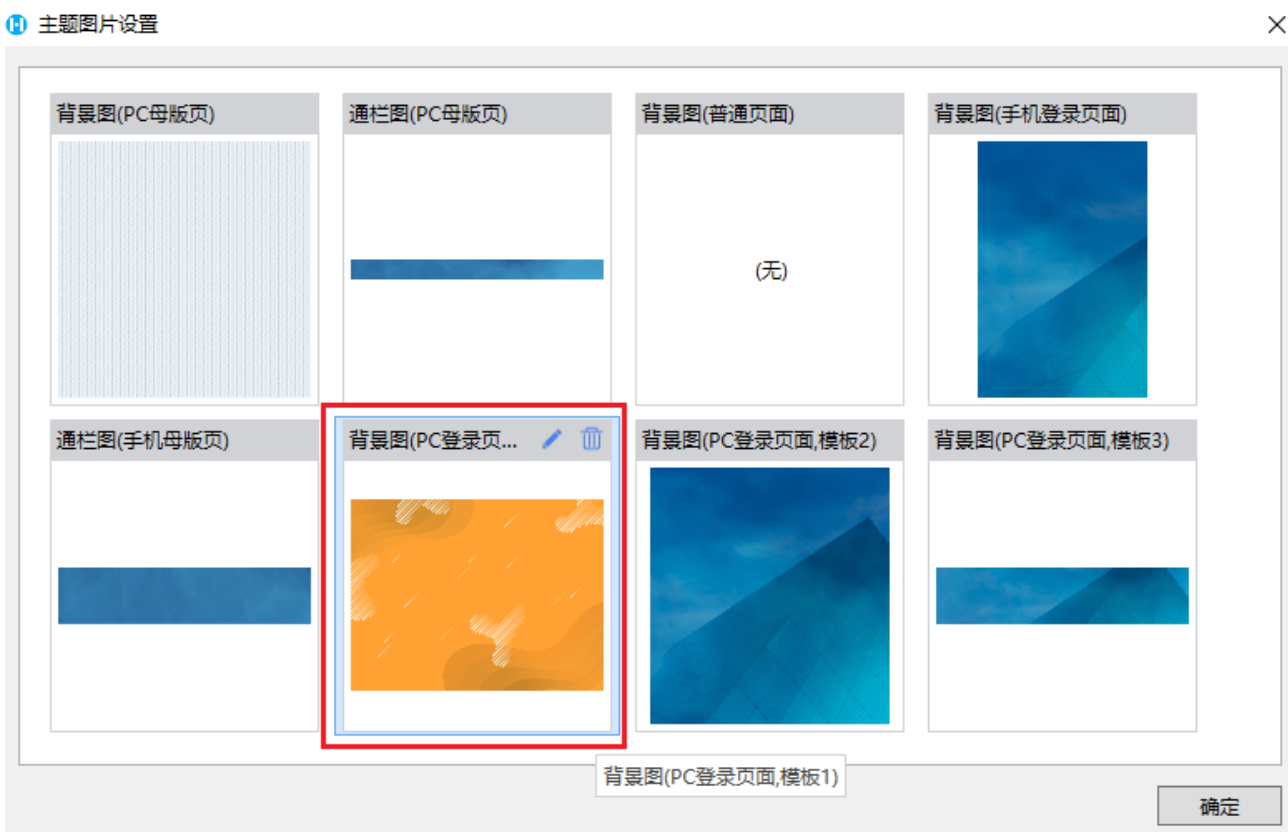 主题图片设置
背景图(PC母版页)
通栏图(PC母版页)
背景图(普通页面)
背景图(手机登录页面)
(无)
通栏图(手机母版页)
背景图(PC登录页...
背景图(PC登录页面,模板2)
背景图(PC登录页面,模板3)
背景图(PC登录页面,模板1)
确定